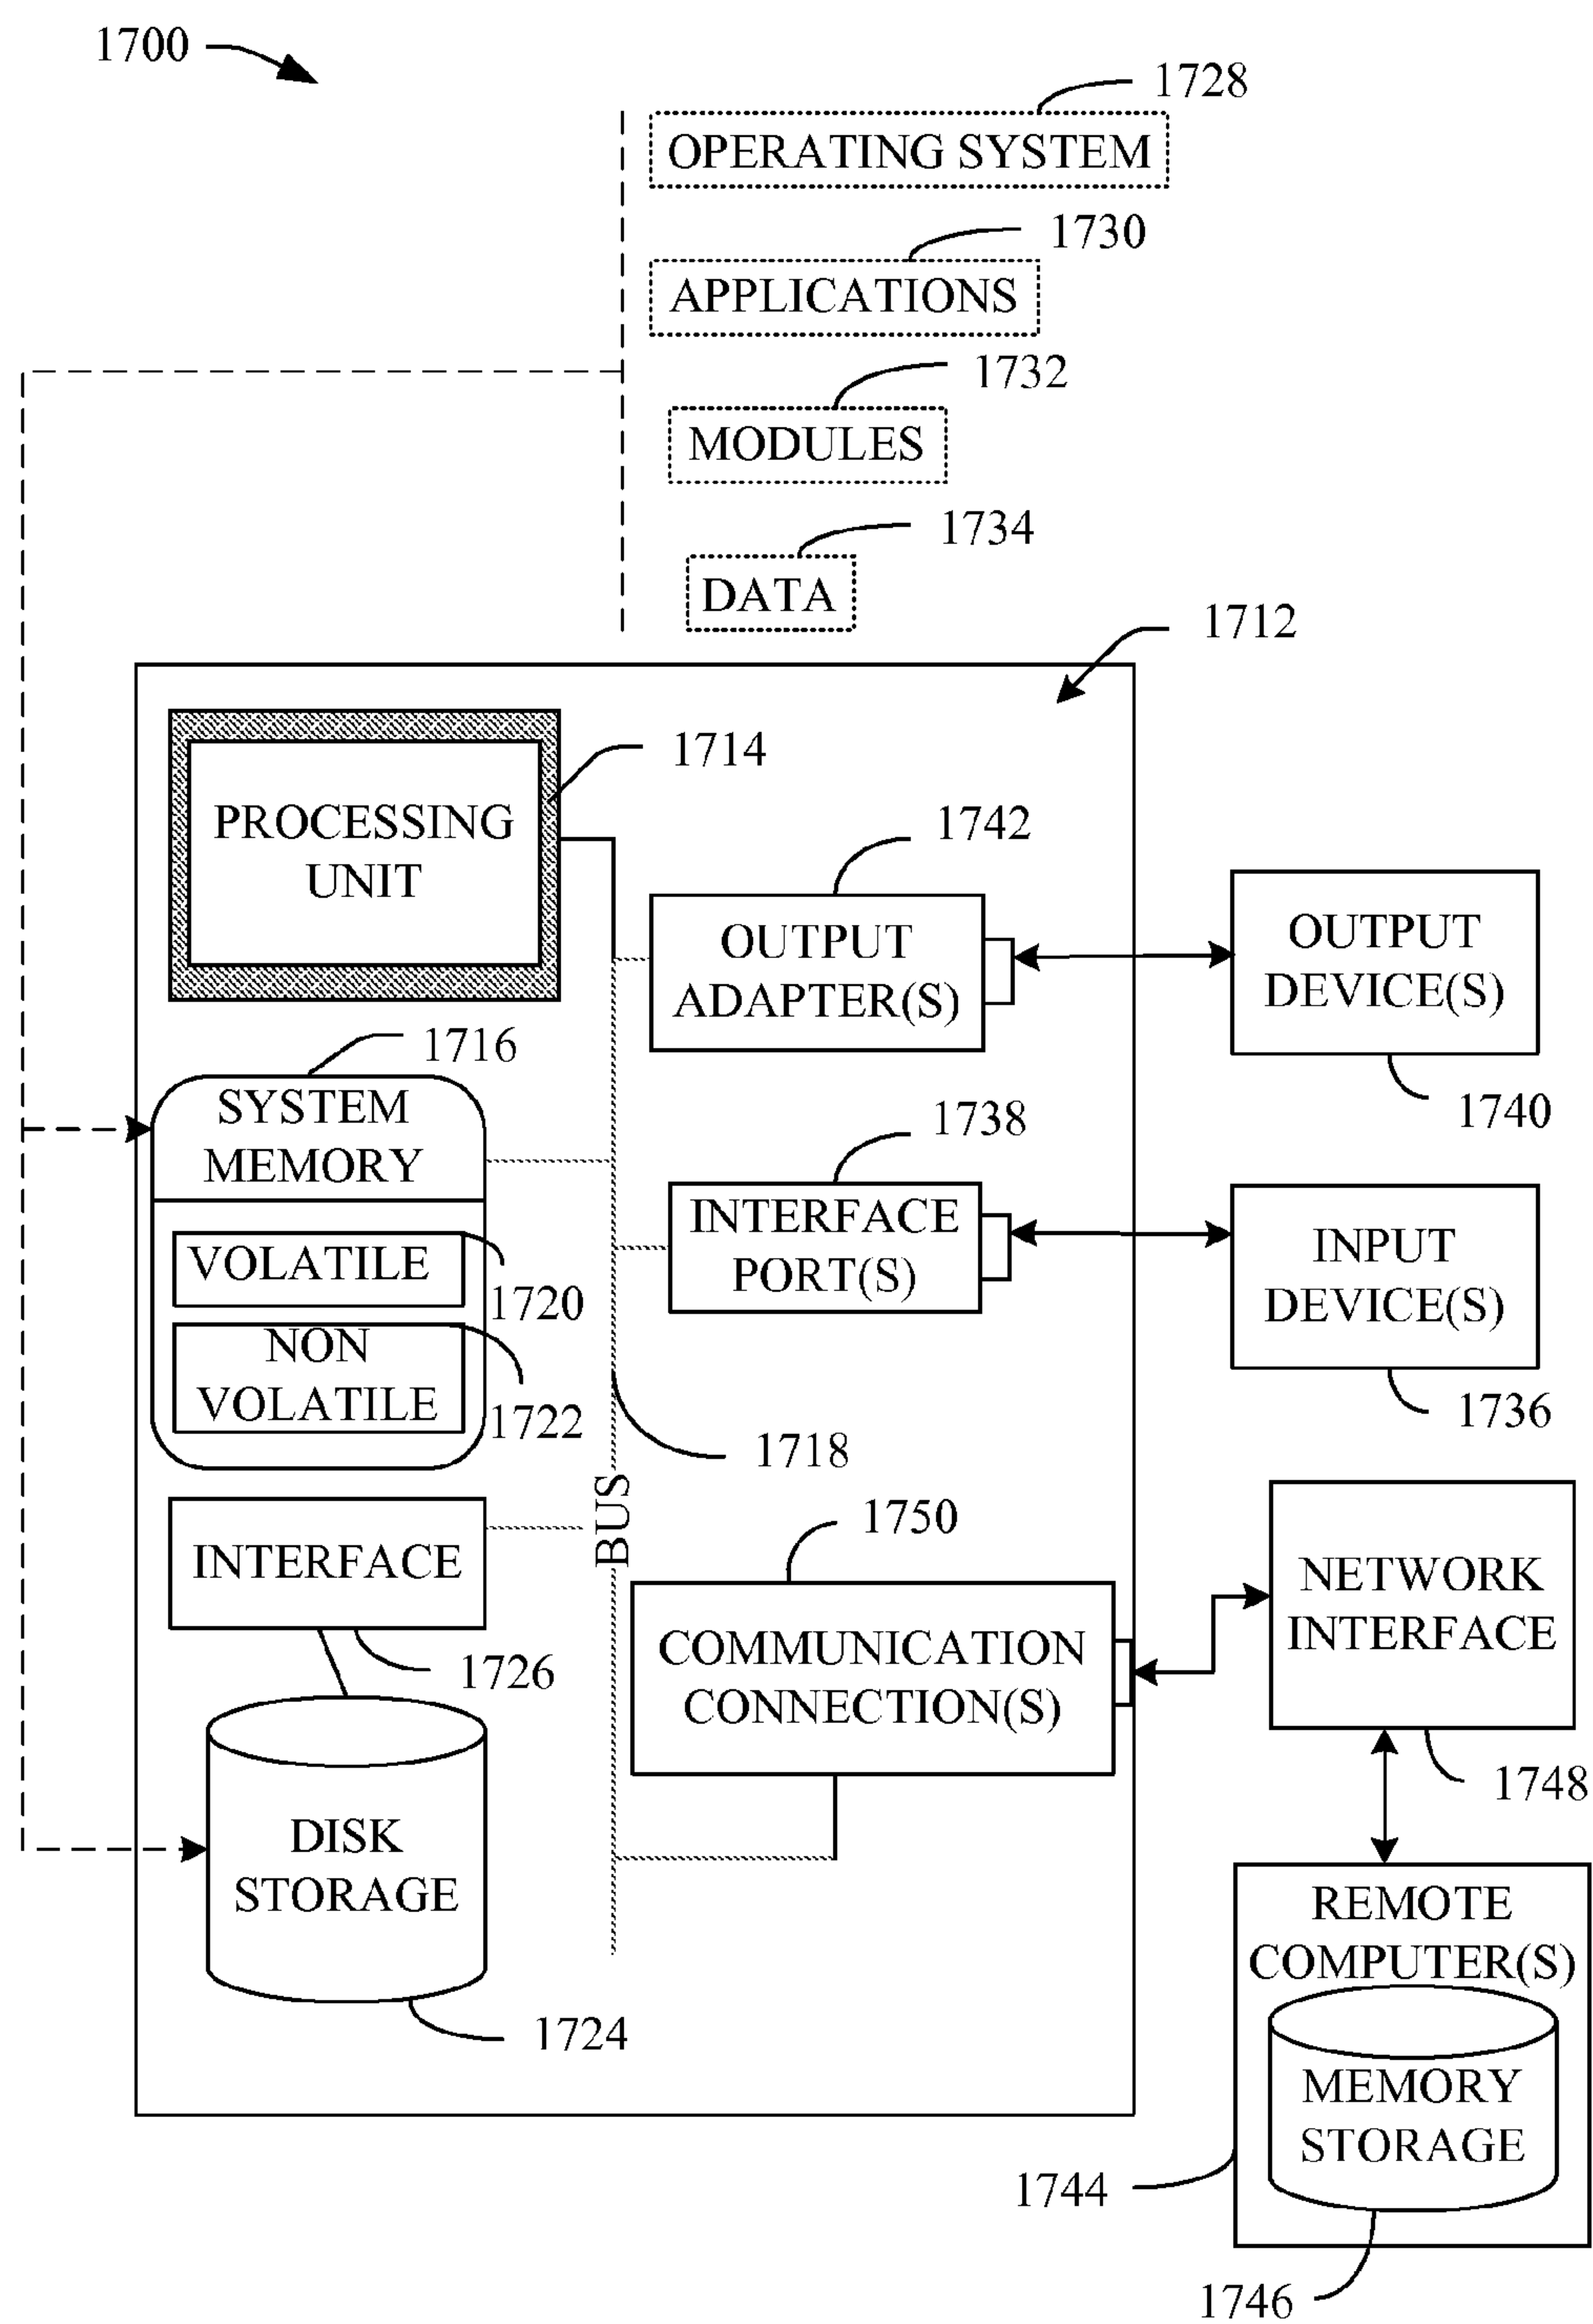 1700
1728
OPERATING SYSTEM
1730
APPLICATIONS
1732
MODULES
1734
DATA
1712
1714
PROCESSING
UNIT
1742
OUTPUT
ADAPTER(S)
OUTPUT
DEVICE(S)
1740
1716
SYSTEM
MEMORY
VOLATILE
1720
NON
VOLATILE
1722
1738
INTERFACE
PORT(S)
INPUT
DEVICE(S)
1736
1718
BUS
INTERFACE
1726
1750
COMMUNICATION
CONNECTION(S)
NETWORK
INTERFACE
1748
DISK
STORAGE
1724
REMOTE
COMPUTER(S)
MEMORY
STORAGE
1744
1746